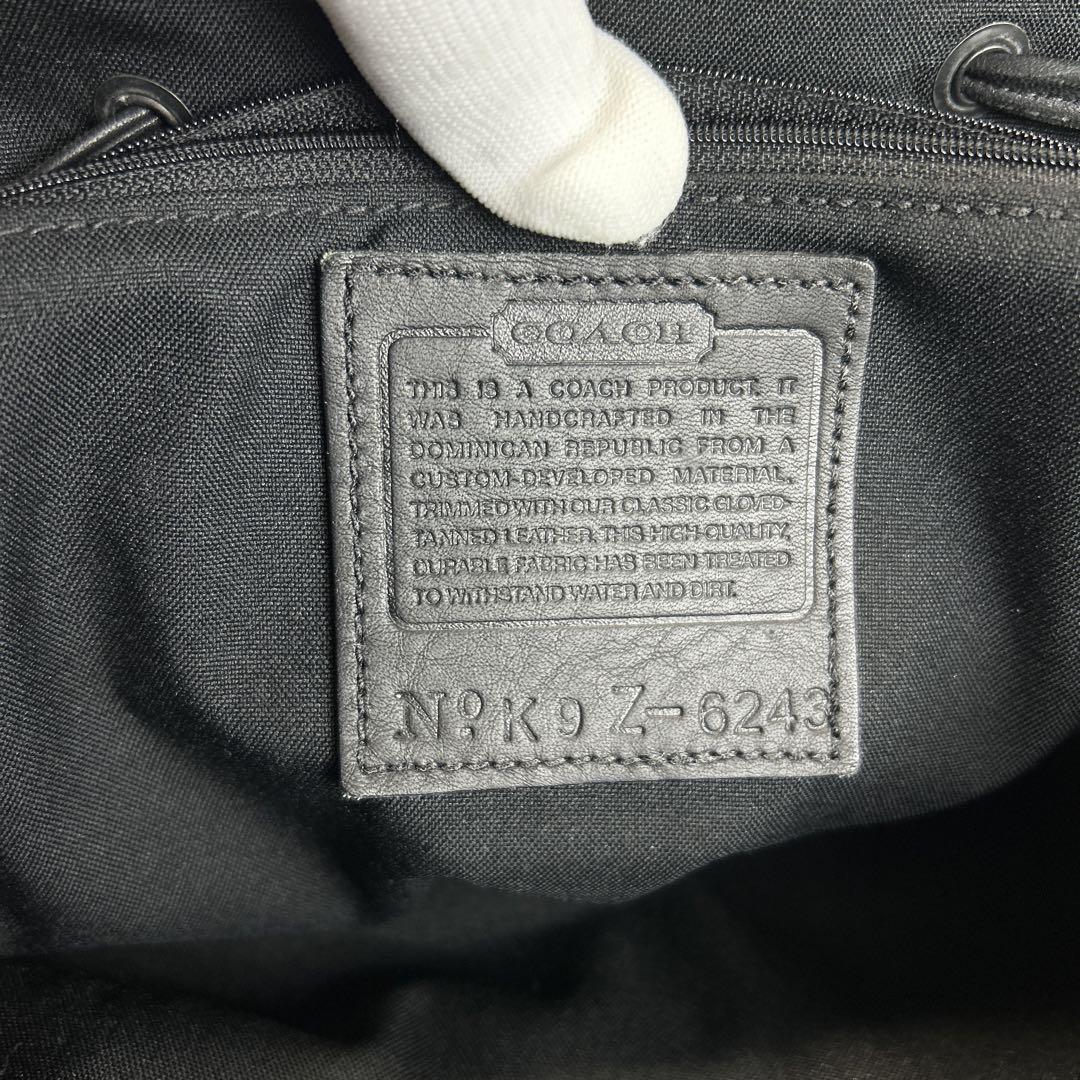 COACH
THIS IS A COACH PRODUCT. IT
WAS HANDCRAFTED IN THE
DOMINICAN REPUBLIC FROM A
CUSTOM-DEVELOPED MATERIAL,
TRIMMED WITH OUR CLASSIC GLOVED-
TANNED LEATHER. THIS HIGH-QUALITY,
DURABLE FABRIC HAS BEEN TREATED
TO WITHSTAND WATER AND DIRT.
Nº K9Z-6243